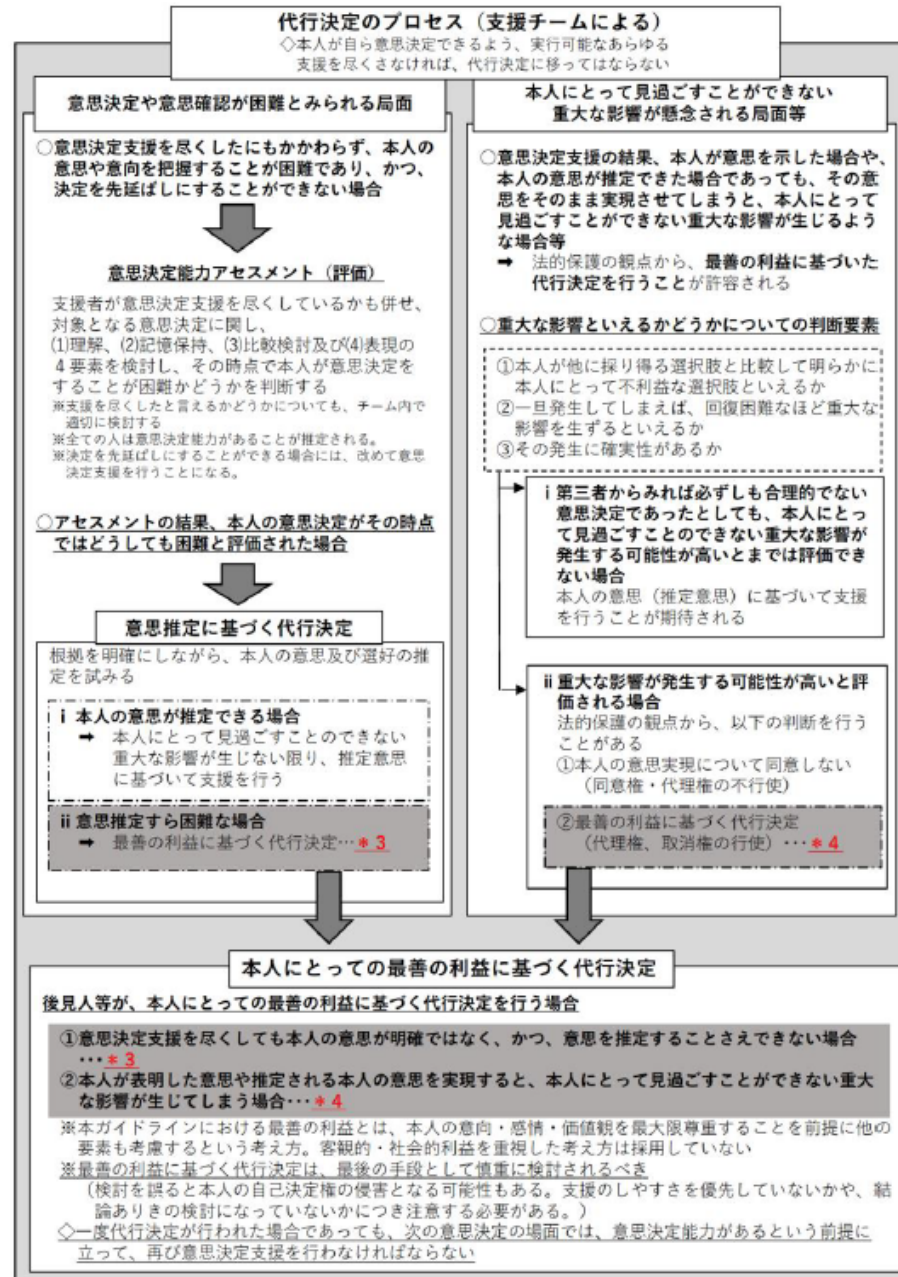 代行決定のプロセス(支援チームによる)
◇本人が自ら意思決定できるよう、実行可能なあらゆる
支援を尽くさなければ、代行決定に移ってはならない
意思決定や意思確認が困難とみられる局面
○意思決定支援を尽くしたにもかかわらず、本人の
意思や意向を把握することが困難であり、かつ、
決定を先延ばしにすることができない場合
意思決定能力アセスメント(評価)
支援者が意思決定支援を尽くしているかも併せ、
対象となる意思決定に関し、
⑴理解、⑵記憶保持、⑶比較検討及び⑷表現の
4要素を検討し、その時点で本人が意思決定を
することが困難かどうかを判断する
※支援を尽くしたと言えるかどうかについても、チーム内で
適切に検討する
※全ての人は意思決定能力があることが推定される。
※決定を先延ばしにすることができる場合には、改めて意思
決定支援を行うことになる。
○アセスメントの結果、本人の意思決定がその時点
ではどうしても困難と評価された場合
意思推定に基づく代行決定
根拠を明確にしながら、本人の意思及び選好の推
定を試みる
ⅰ 本人の意思が推定できる場合
➡ 本人にとって見過ごすことのできない
重大な影響が生じない限り、推定意思
に基づいて支援を行う
ⅱ 意思推定すら困難な場合
➡ 最善の利益に基づく代行決定…*3
本人にとって見過ごすことができない
重大な影響が懸念される局面等
○意思決定支援の結果、本人が意思を示した場合や、
本人の意思が推定できた場合であっても、その意
思をそのまま実現させてしまうと、本人にとって
見過ごすことができない重大な影響が生じるよう
な場合等
➡ 法的保護の観点から、最善の利益に基づいた
代行決定を行うことが許容される
○重大な影響といえるかどうかについての判断要素
①本人が他に採り得る選択肢と比較して明らかに
本人にとって不利益な選択肢といえるか
②一旦発生してしまえば、回復困難なほど重大な
影響を生ずるといえるか
③その発生に確実性があるか
ⅰ 第三者からみれば必ずしも合理的でない
意思決定であったとしても、本人にとっ
て見過ごすことのできない重大な影響が
発生する可能性が高いとまでは評価でき
ない場合
本人の意思(推定意思)に基づいて支援
を行うことが期待される
ⅱ 重大な影響が発生する可能性が高いと評
価される場合
法的保護の観点から、以下の判断を行う
ことがある
①本人の意思実現について同意しない
(同意権・代理権の不行使)
②最善の利益に基づく代行決定
(代理権、取消権の行使)・・・*4
本人にとっての最善の利益に基づく代行決定
後見人等が、本人にとっての最善の利益に基づく代行決定を行う場合
①意思決定支援を尽くしても本人の意思が明確ではなく、かつ、意思を推定することさえできない場合
・・・*3
②本人が表明した意思や推定される本人の意思を実現すると、本人にとって見過ごすことができない重大
な影響が生じてしまう場合・・・*4
※本ガイドラインにおける最善の利益とは、本人の意向・感情・価値観を最大限尊重することを前提に他の
要素も考慮するという考え方。客観的・社会的利益を重視した考え方は採用していない
※最善の利益に基づく代行決定は、最後の手段として慎重に検討されるべき
(検討を誤ると本人の自己決定権の侵害となる可能性もある。支援のしやすさを優先していないかや、結
論ありきの検討になっていないかにつき注意する必要がある。)
◇一度代行決定が行われた場合であっても、次の意思決定の場面では、意思決定能力があるという前提に
立って、再び意思決定支援を行わなければならない